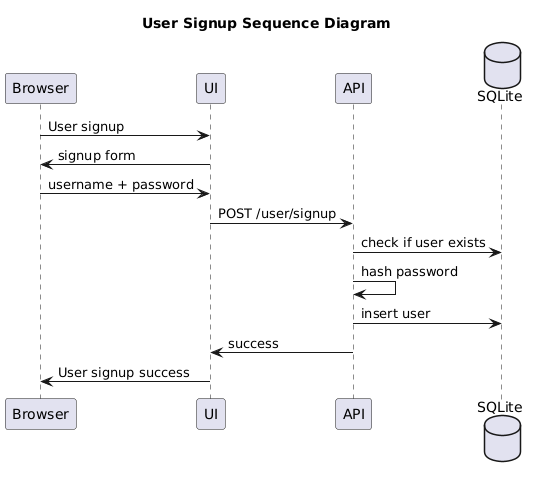 User Signup Sequence Diagram
SQLite
Browser
UI
API
User signup
signup form
username + password
POST /user/signup
check if user exists
hash password
insert user
success
User signup success
Browser
UI
API
SQLite